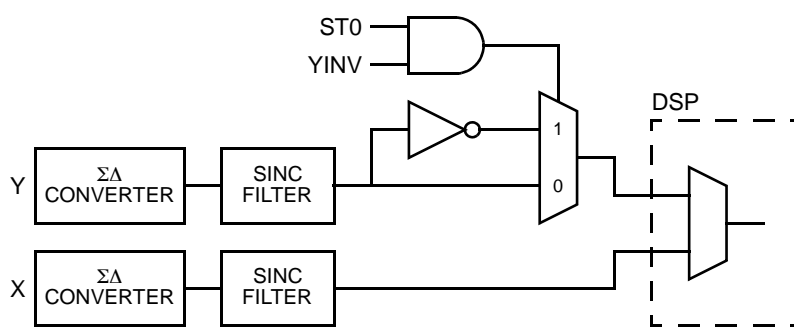 ST0
YINV
DSP
1
0
Y
ΣΔ
CONVERTER
SINC
FILTER
X
ΣΔ
CONVERTER
SINC
FILTER